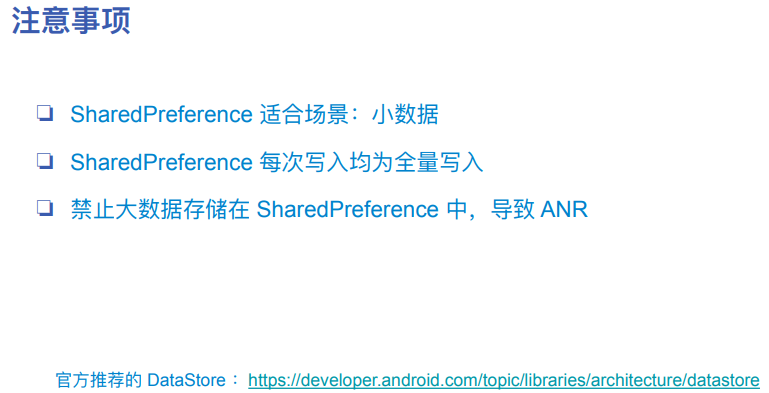 注意事项
❏ SharedPreference 适合场景：小数据
❏ SharedPreference 每次写入均为全量写入
❏ 禁止大数据存储在 SharedPreference 中，导致 ANR
官方推荐的 DataStore ：https://developer.android.com/topic/libraries/architecture/datastore